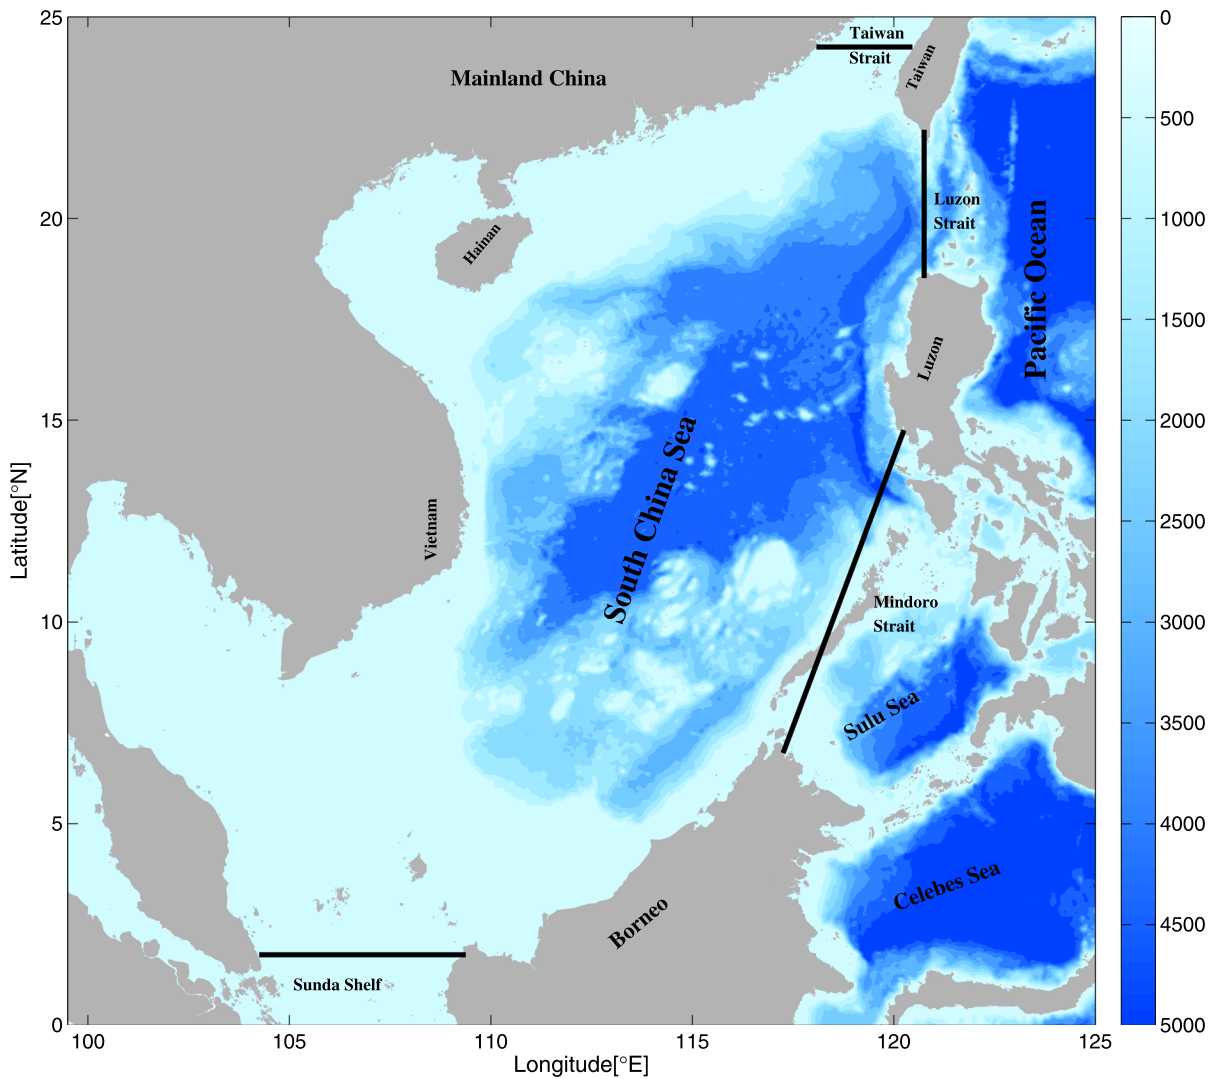 25
20
15
10
5
0
Latitude[°N]
100
105
110
115
120
125
Longitude[°E]
Mainland China
Taiwan
Strait
Taiwan
Luzon
Strait
Hainan
Pacific Ocean
Luzon
South China Sea
Vietnam
Mindoro
Strait
Sulu Sea
Celebes Sea
Borneo
Sunda Shelf
0
500
1000
1500
2000
2500
3000
3500
4000
4500
5000